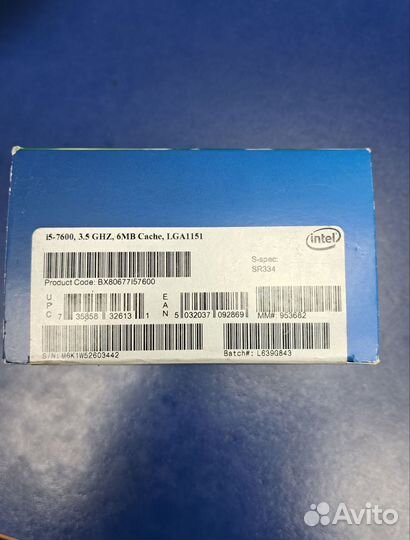 i5-7600, 3.5 GHZ, 6MB Cache, LGA1151
intel
S-spec:
SR334
Product Code: BX80677I57600
UPC 7 35858 32613 1
EAN 5 032037 092869
MM#: 953682
S/N:M6K1W52603442
Batch#: L639G843
Avito